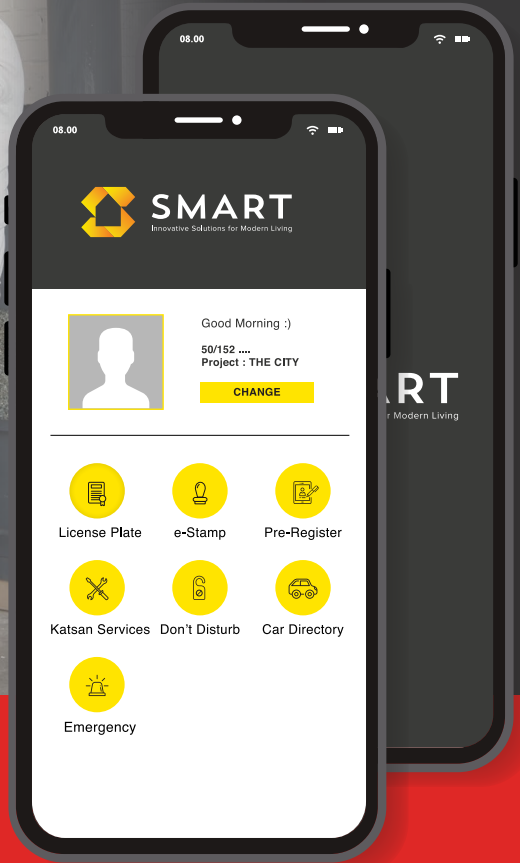 08.00
08.00
SMART
Innovative Solutions for Modern Living
Good Morning :)
50/152 ....
Project : THE CITY
CHANGE
ART
r Modern Living
License Plate
e-Stamp
Pre-Register
Katsan Services
Don't Disturb
Car Directory
Emergency